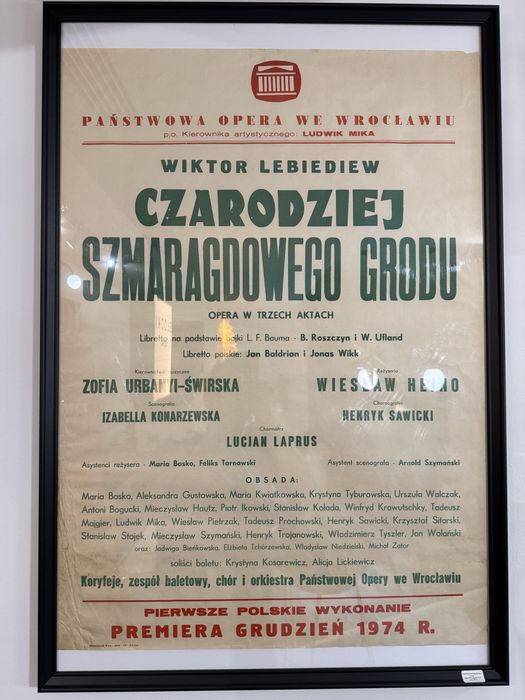 PAŃSTWOWA OPERA WE WROCŁAWIU
p.o. Kierownika artystycznego: LUDWIK MIKA
WIKTOR LEBIEDIEW
CZARODZIEJ
SZMARAGDOWEGO GRODU
OPERA W TRZECH AKTACH
Libretto na podstawie bajki L. F. Bauma - B. Roszczyn i W. Ufland
Libretto polskie: Jan Baldrian i Jonas Wikk
Kierownictwo muzyczne Reżyseria
ZOFIA URBANYI-ŚWIRSKA WIESŁAW HEJNO
Scenografia Choreografia
IZABELLA KONARZEWSKA HENRYK SAWICKI
Chórmistrz
LUCJAN LAPRUS
Asystenci reżysera - Maria Bosko, Feliks Tarnawski Asystent scenografa - Arnold Szymański
OBSADA:
Maria Bosko, Aleksandra Gustowska, Maria Kwiatkowska, Krystyna Tyburowska, Urszula Walczak,
Antoni Bogucki, Mieczysław Hautz, Piotr Ikowski, Stanisław Kołada, Winfryd Krawutschky, Tadeusz
Majgier, Ludwik Mika, Wiesław Pietrzak, Tadeusz Prochowski, Henryk Sawicki, Krzysztof Sitarski,
Stanisław Stojek, Mieczysław Szymański, Henryk Trojanowski, Włodzimierz Tyszler, Jan Wolański
oraz: Jadwiga Bieńkowska, Elżbieta Tchórzewska, Władysław Niedzielski, Michał Zator
soliści baletu: Krystyna Kosarewicz, Alicja Lickiewicz
Koryfeje, zespół baletowy, chór i orkiestra Państwowej Opery we Wrocławiu
PIERWSZE POLSKIE WYKONANIE
PREMIERA GRUDZIEŃ 1974 R.